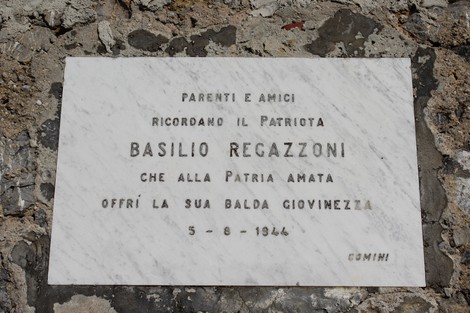 PARENTI E AMICI
RICORDANO IL PATRIOTA
BASILIO REGAZZONI
CHE ALLA PATRIA AMATA
OFFRÍ LA SUA BALDA GIOVINEZZA
5 - 8 - 1944
COMINI